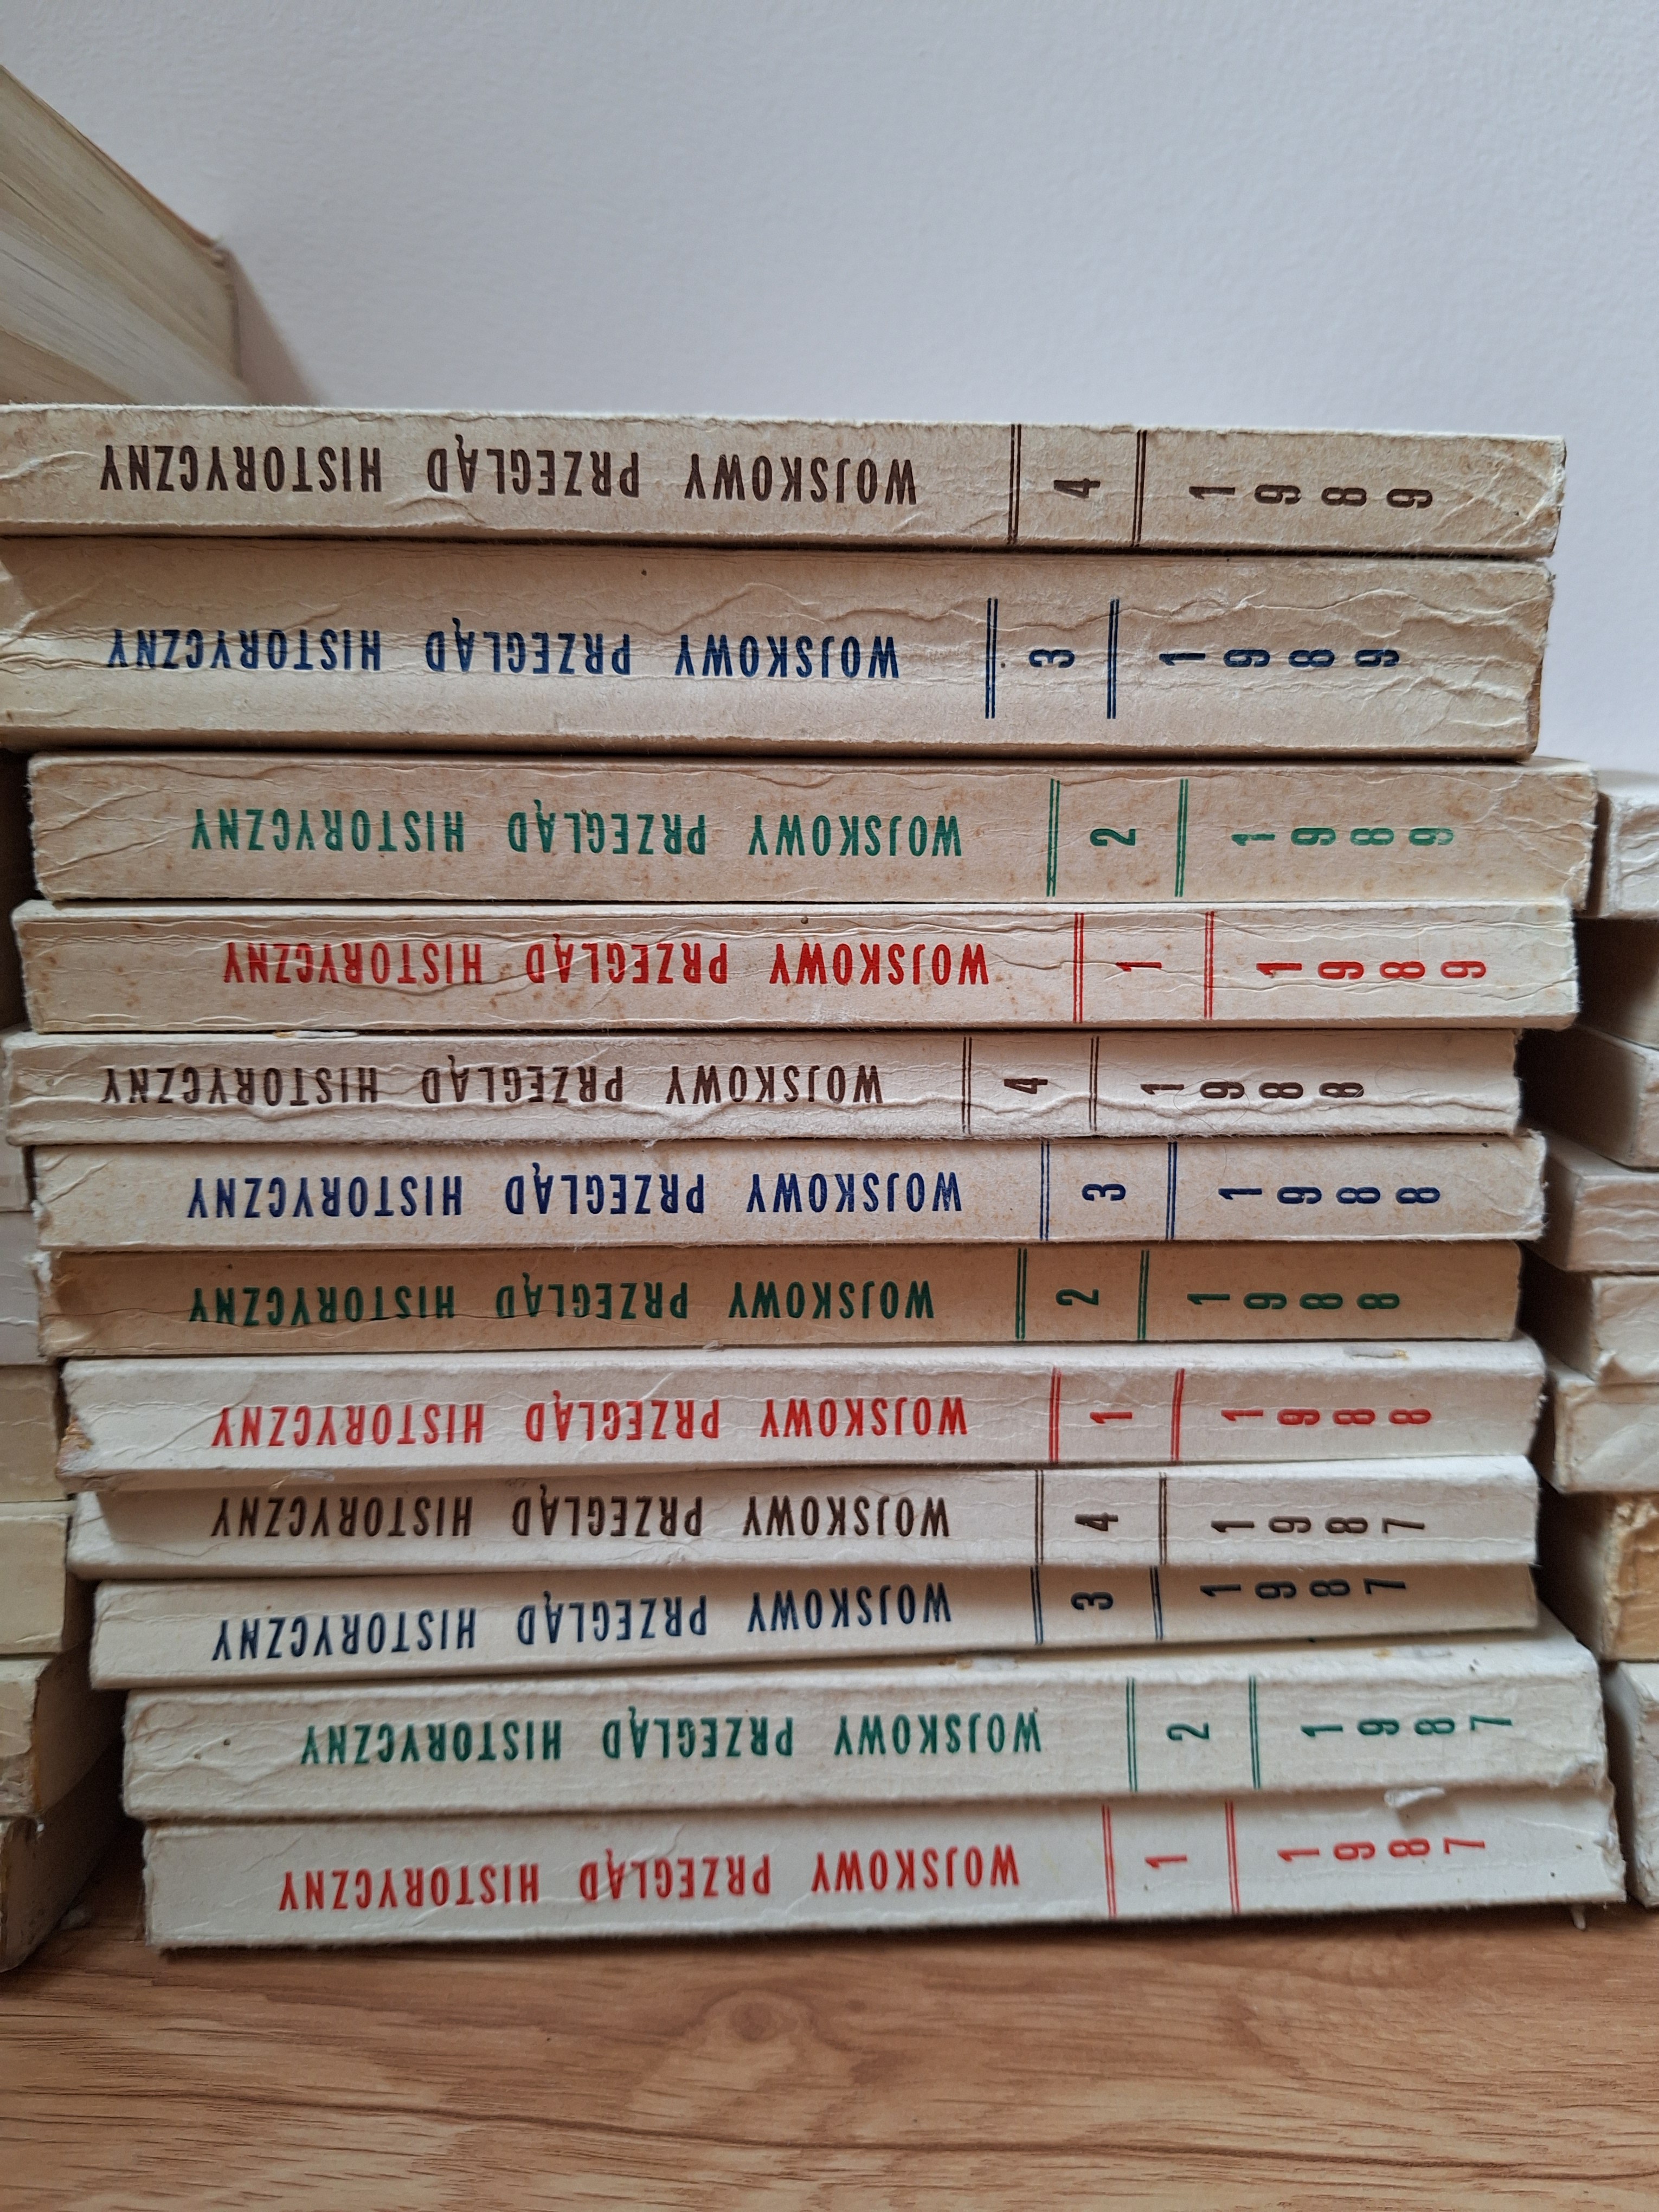 WOJSKOWY PRZEGLĄD HISTORYCZNY 4 1989
WOJSKOWY PRZEGLĄD HISTORYCZNY 3 1989
WOJSKOWY PRZEGLĄD HISTORYCZNY 2 1989
WOJSKOWY PRZEGLĄD HISTORYCZNY 1 1989
WOJSKOWY PRZEGLĄD HISTORYCZNY 4 1988
WOJSKOWY PRZEGLĄD HISTORYCZNY 3 1988
WOJSKOWY PRZEGLĄD HISTORYCZNY 2 1988
WOJSKOWY PRZEGLĄD HISTORYCZNY 1 1988
WOJSKOWY PRZEGLĄD HISTORYCZNY 4 1987
WOJSKOWY PRZEGLĄD HISTORYCZNY 3 1987
WOJSKOWY PRZEGLĄD HISTORYCZNY 2 1987
WOJSKOWY PRZEGLĄD HISTORYCZNY 1 1987